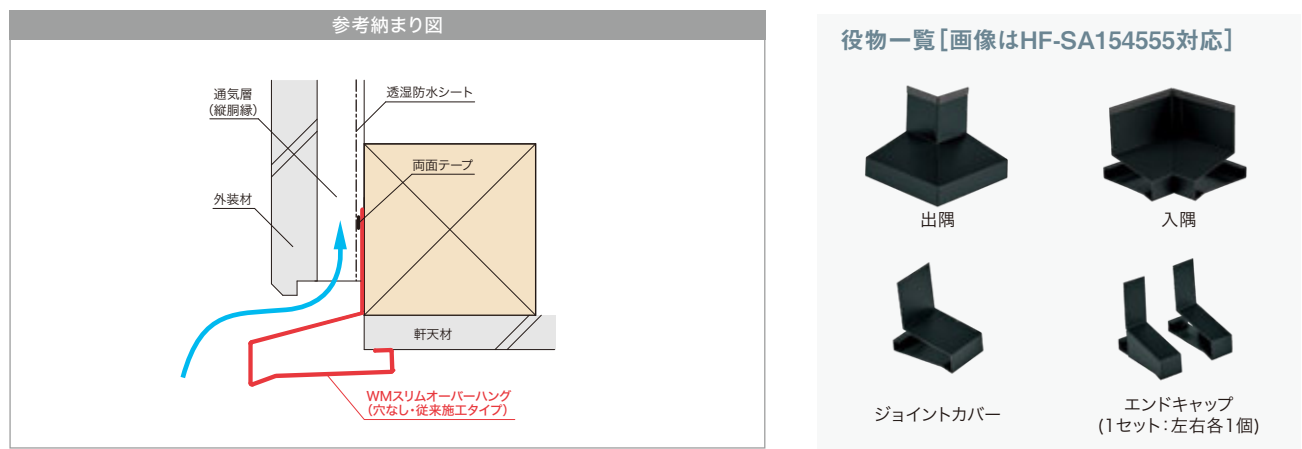 参考納まり図
通気層
(縦胴縁)
透湿防水シート
両面テープ
外装材
軒天材
WMスリムオーバーハング
(穴なし・従来施工タイプ)
役物一覧[画像はHF-SA154555対応]
出隅
入隅
ジョイントカバー
エンドキャップ
(1セット：左右各1個)